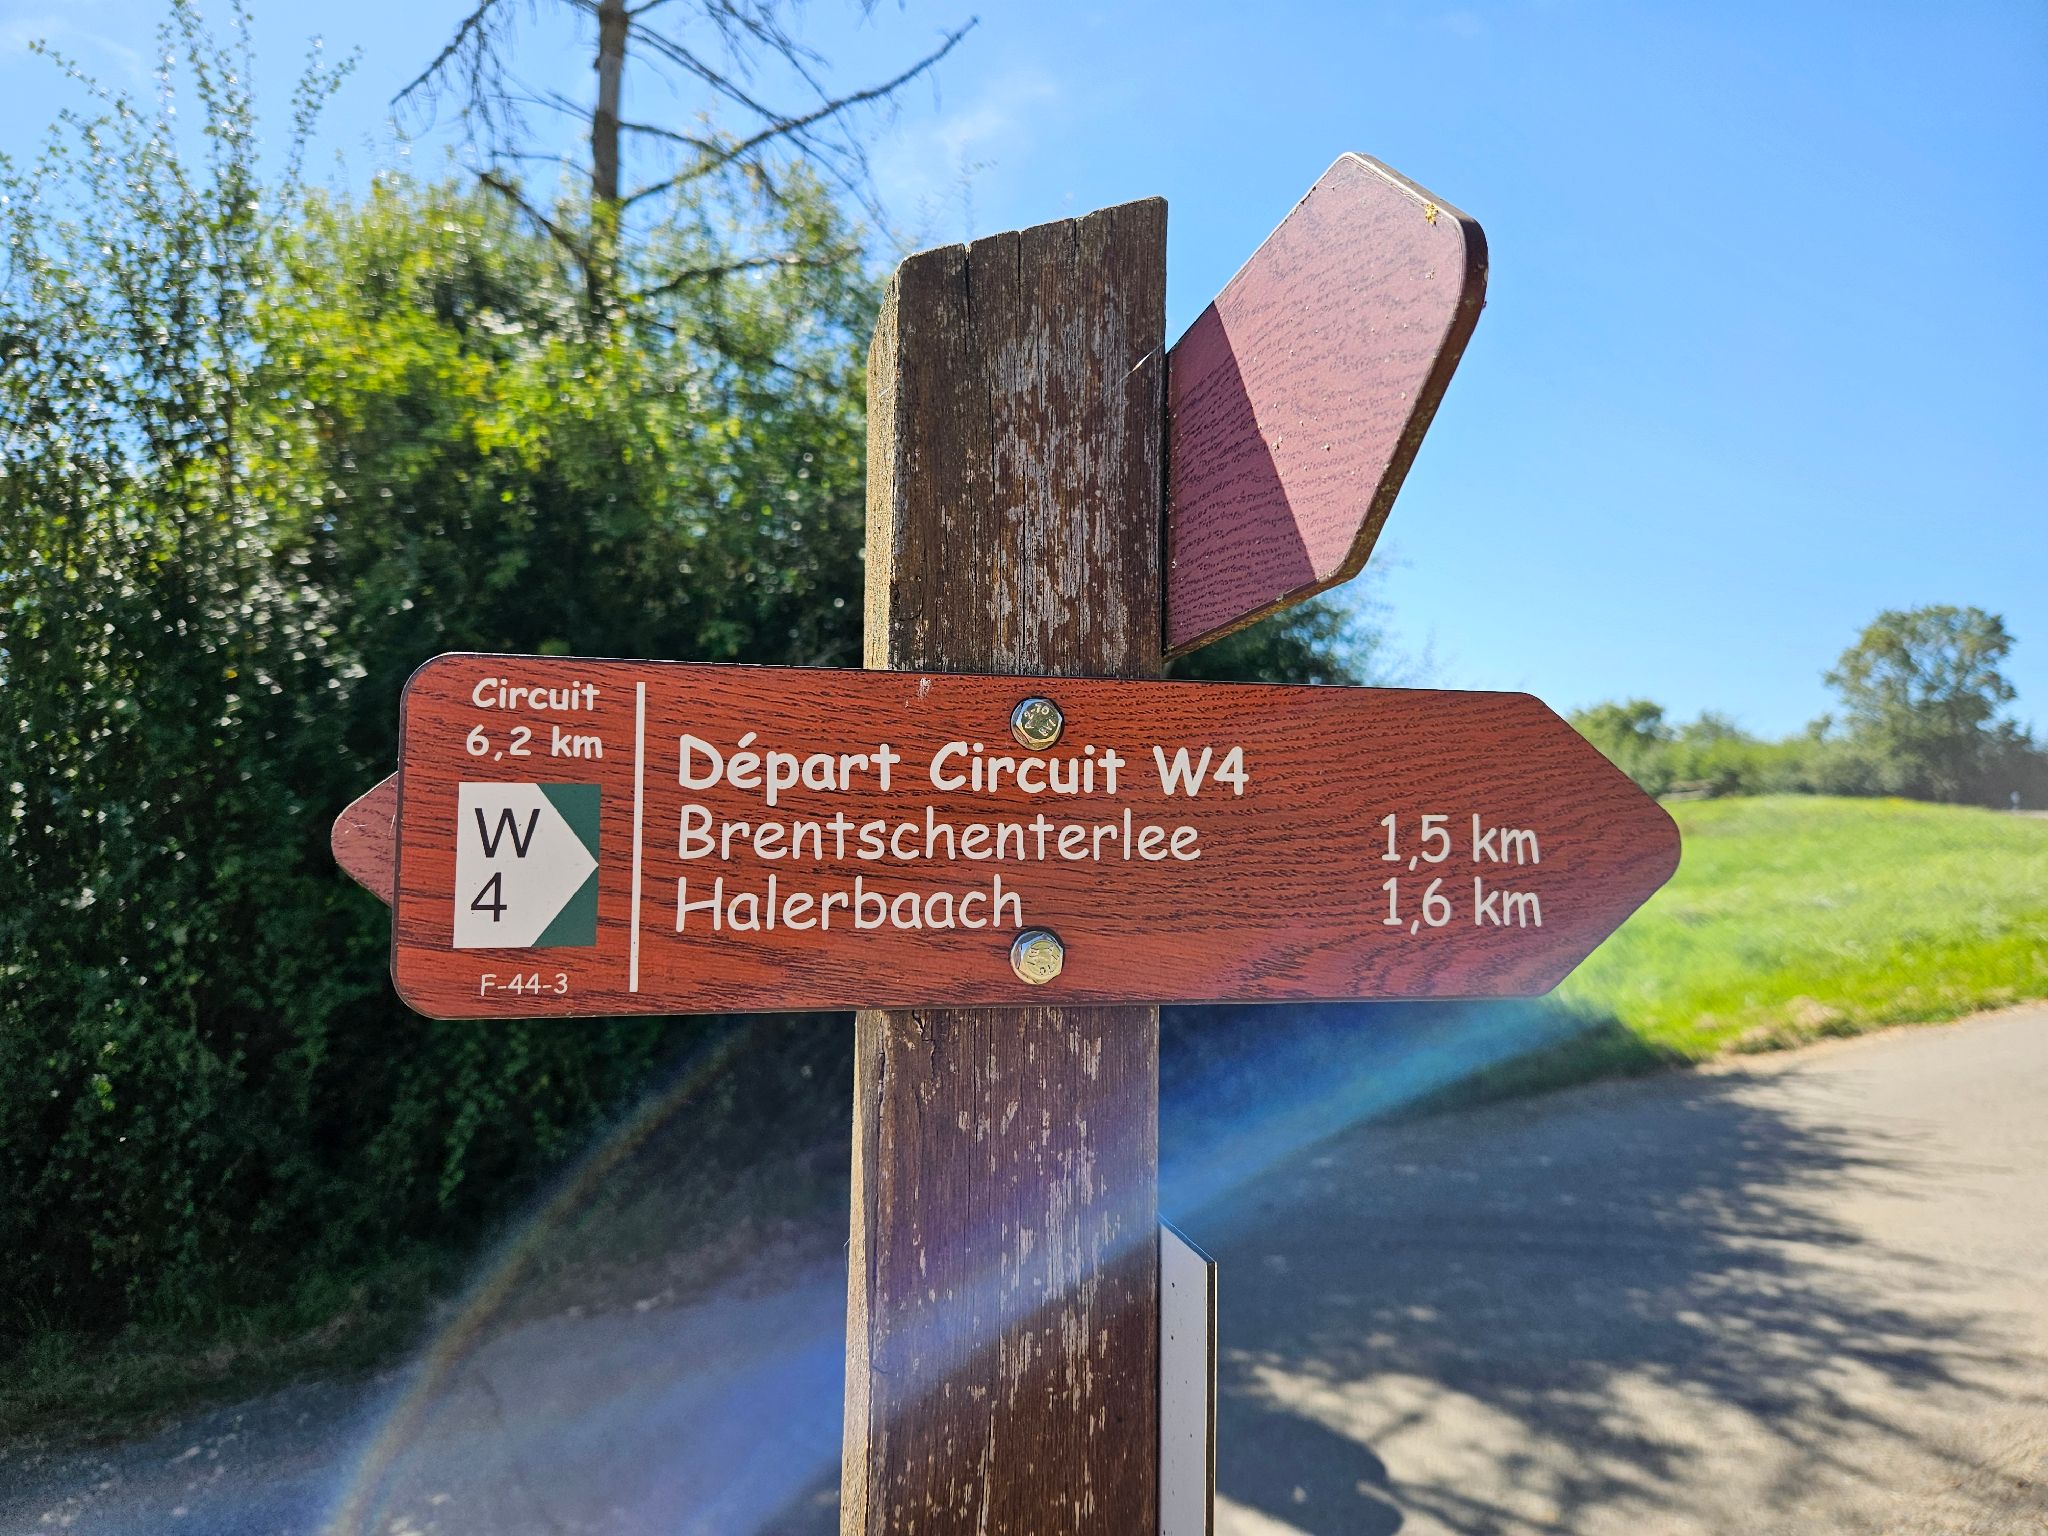 Circuit
6,2 km
W
4
F-44-3
Départ Circuit W4
Brentschenterlee 1,5 km
Halerbaach 1,6 km